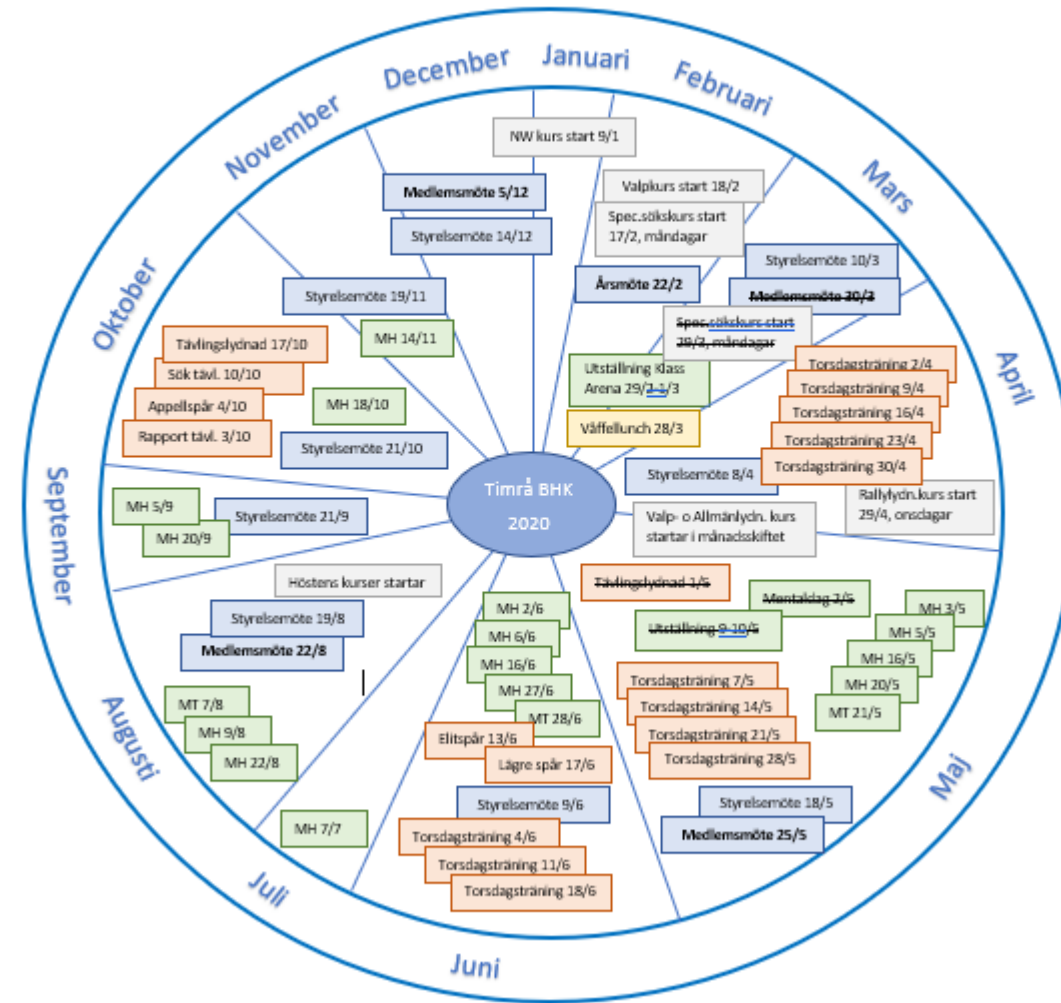 Januari
Februari
Mars
April
Maj
Juni
Juli
Augusti
September
Oktober
November
December
Timrå BHK
2020
NW kurs start 9/1
Valpkurs start 18/2
Spec.sökskurs start
17/2, måndagar
Årsmöte 22/2
Styrelsemöte 10/3
Medlemsmöte 30/3
Spec.sökskurs start
29/3, måndagar
Utställning Klass
Arena 29/2-1/3
Våffellunch 28/3
Torsdagsträning 2/4
Torsdagsträning 9/4
Torsdagsträning 16/4
Torsdagsträning 23/4
Torsdagsträning 30/4
Styrelsemöte 8/4
Rallylydn.kurs start
29/4, onsdagar
Valp- o Allmänlydn. kurs
startar i månadsskiftet
Tävlingslydnad 1/5
Mentaldag 2/5
Utställning 9-10/5
MH 3/5
MH 5/5
MH 16/5
MH 20/5
MT 21/5
Torsdagsträning 7/5
Torsdagsträning 14/5
Torsdagsträning 21/5
Torsdagsträning 28/5
Styrelsemöte 18/5
Medlemsmöte 25/5
MH 2/6
MH 6/6
MH 16/6
MH 27/6
MT 28/6
Elitspår 13/6
Lägre spår 17/6
Styrelsemöte 9/6
Torsdagsträning 4/6
Torsdagsträning 11/6
Torsdagsträning 18/6
MH 7/7
Höstens kurser startar
Styrelsemöte 19/8
Medlemsmöte 22/8
MT 7/8
MH 9/8
MH 22/8
MH 5/9
MH 20/9
Styrelsemöte 21/9
Tävlingslydnad 17/10
Sök tävl. 10/10
Appellspår 4/10
Rapport tävl. 3/10
MH 18/10
Styrelsemöte 21/10
Styrelsemöte 19/11
MH 14/11
Medlemsmöte 5/12
Styrelsemöte 14/12